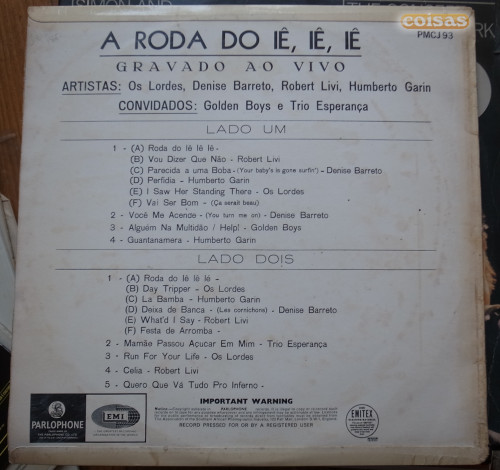 SIMON AND
coisas
PMCJ 93
A RODA DO IÊ, IÊ, IÊ
GRAVADO AO VIVO
ARTISTAS: Os Lordes, Denise Barreto, Robert Livi, Humberto Garin
CONVIDADOS: Golden Boys e Trio Esperança
LADO UM
1 - (A) Roda do iê iê iê-
(B) Vou Dizer Que Não - Robert Livi
(C) Parecida a uma Boba - (Your baby's is gone surfin') - Denise Barreto
(D) Perfidia - Humberto Garin
(E) I Saw Her Standing There - Os Lordes
(F) Vai Ser Bom - (Ça serait beau)
2 - Você Me Acende - (You turn me on) - Denise Barreto
3 - Alguém Na Multidão / Help! - Golden Boys
4 - Guantanamera - Humberto Garin
LADO DOIS
1 - (A) Roda do iê iê iê -
(B) Day Tripper - Os Lordes
(C) La Bamba - Humberto Garin
(D) Deixa de Banca - (Les cornichons) - Denise Barreto
(E) What'd I Say - Robert Livi
(F) Festa de Arromba -
2 - Mamãe Passou Açucar Em Mim - Trio Esperança
3 - Run For Your Life - Os Lordes
4 - Celia - Robert Livi
5 - Quero Que Vá Tudo Pro Inferno -
IMPORTANT WARNING
RECORD PRESSED FOR OR BY A REGISTERED USER
PARLOPHONE
EMI
EMITEX